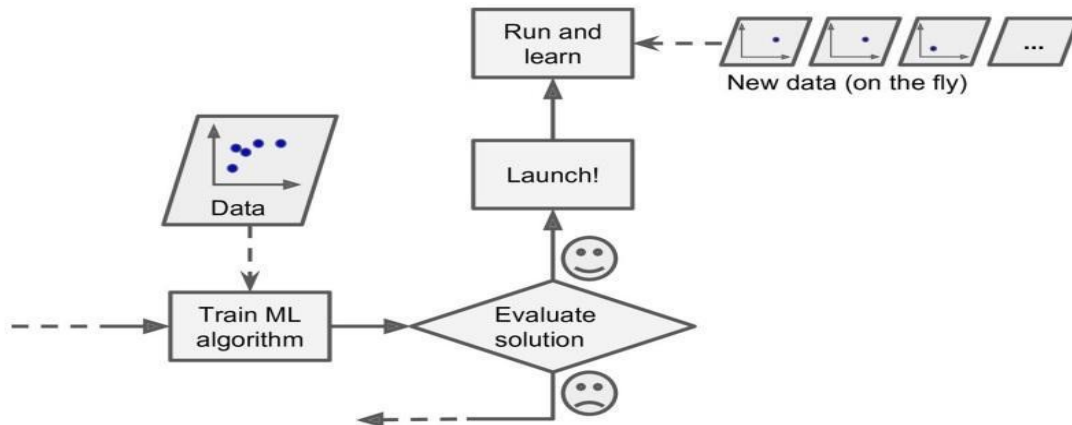 Run and
learn
...
New data (on the fly)
Launch!
Data
Train ML
algorithm
Evaluate
solution